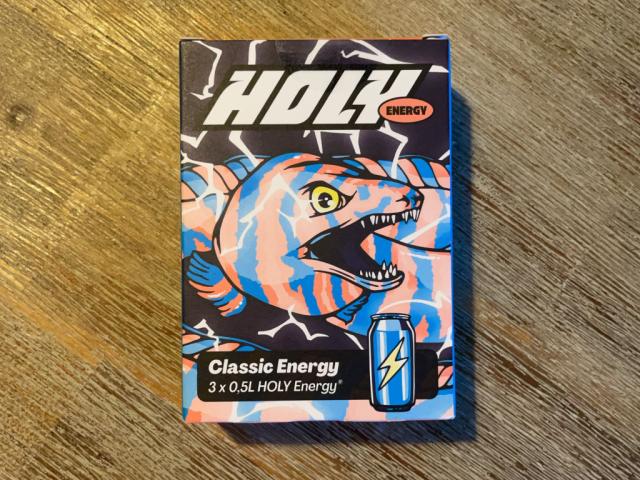 HOLY
ENERGY
Classic Energy
3 x 0,5L HOLY Energy®